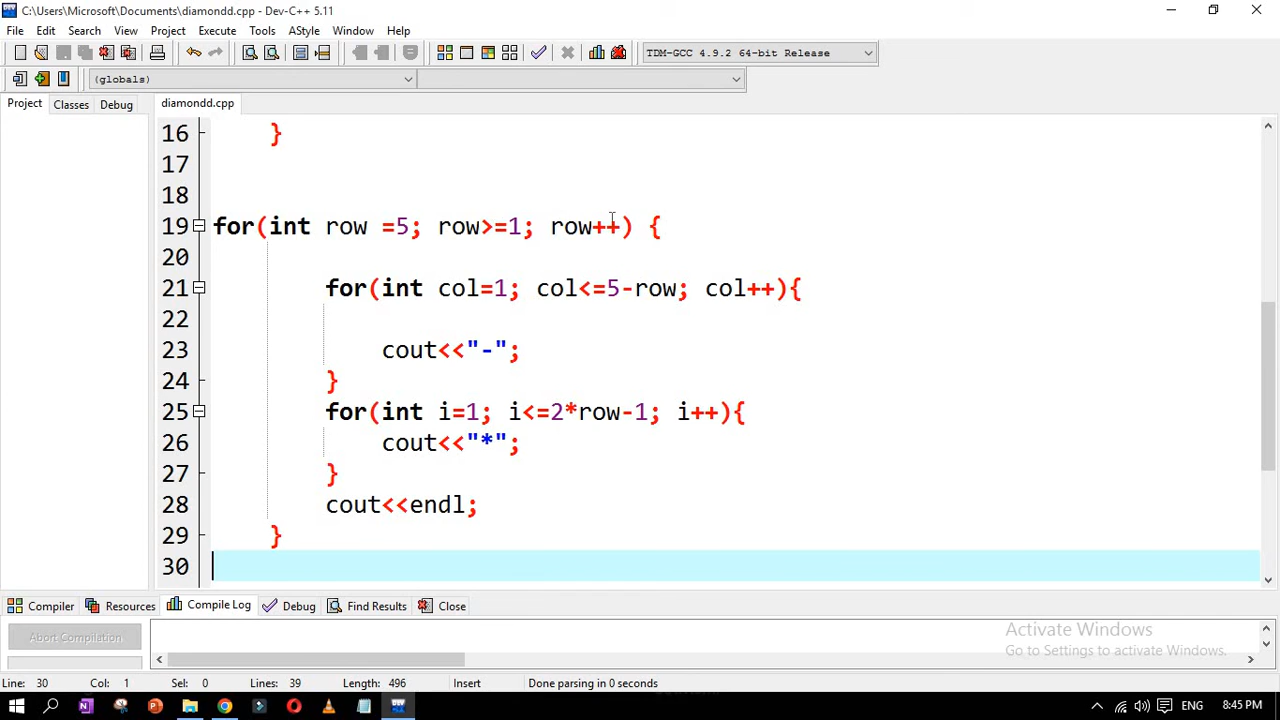 C:\Users\Microsoft\Documents\diamondd.cpp - Dev-C++ 5.11
File Edit Search View Project Execute Tools AStyle Window Help
TDM-GCC 4.9.2 64-bit Release
(globals)
Project Classes Debug diamondd.cpp
16 }
17
18
19 for(int row =5; row>=1; row++) {
20
21 for(int col=1; col<=5-row; col++){
22
23 cout<<"-";
24 }
25 for(int i=1; i<=2*row-1; i++){
26 cout<<"*";
27 }
28 cout<<endl;
29 }
30
Compiler Resources Compile Log Debug Find Results Close
Abort Compilation
Activate Windows
Go to Settings to activate Windows.
Line: 30 Col: 1 Sel: 0 Lines: 39 Length: 496 Insert Done parsing in 0 seconds
ENG 8:45 PM